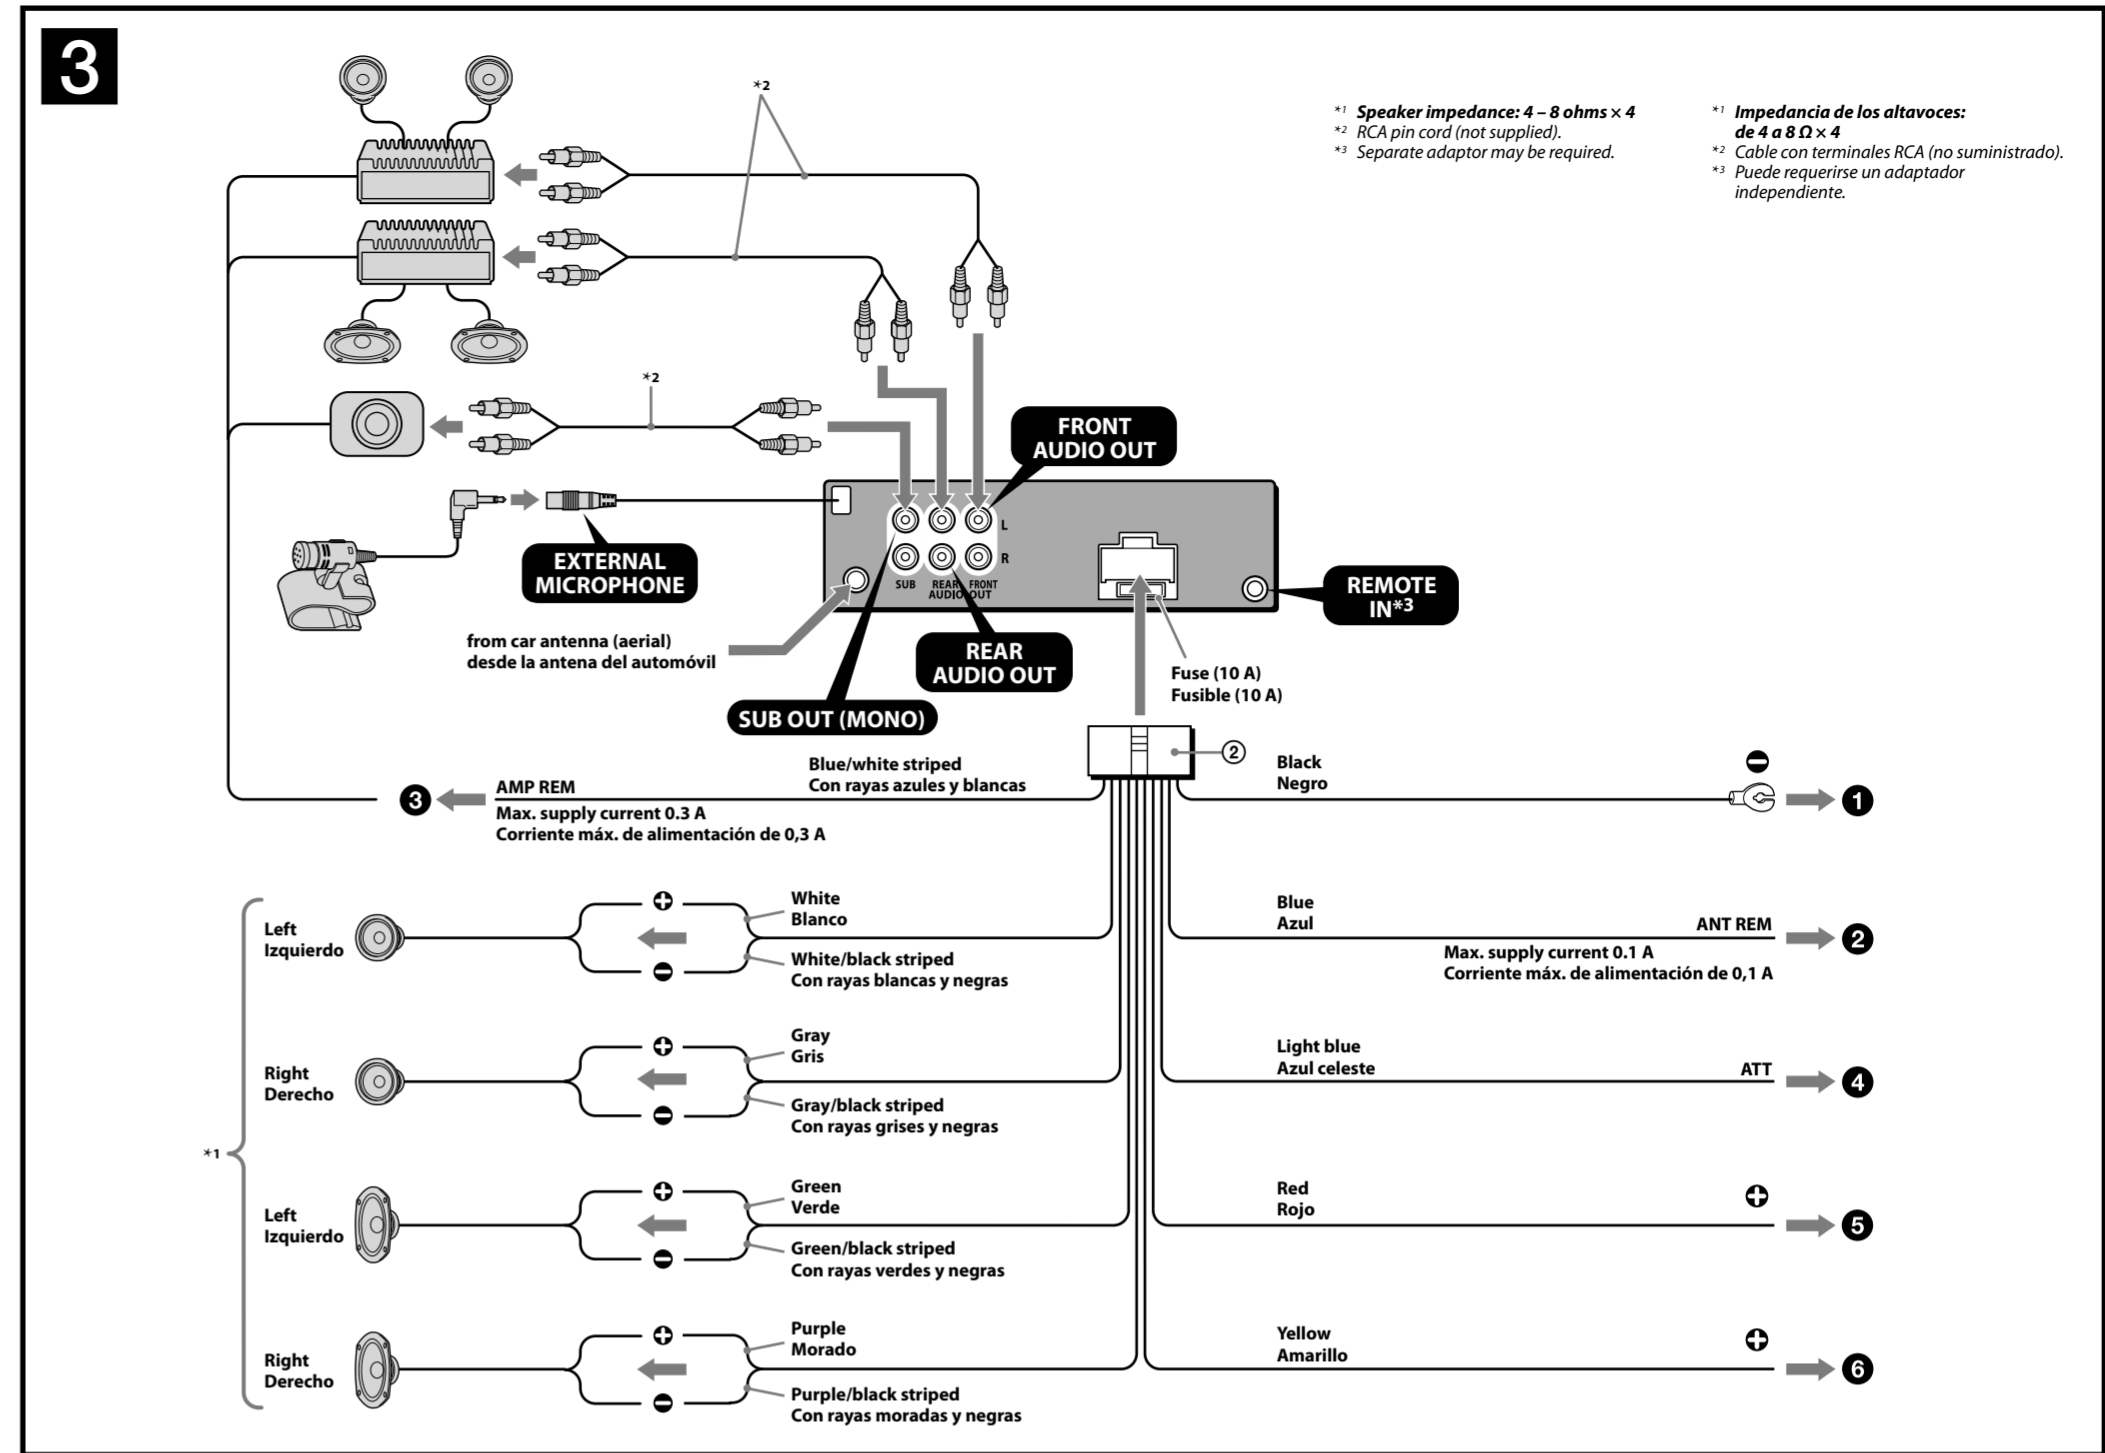 3
*2
*1 Speaker impedance: 4 – 8 ohms × 4
*2 RCA pin cord (not supplied).
*3 Separate adaptor may be required.
*1 Impedancia de los altavoces:
de 4 a 8 Ω × 4
*2 Cable con terminales RCA (no suministrado).
*3 Puede requerirse un adaptador
independiente.
*2
FRONT
AUDIO OUT
L
R
SUB
REAR
FRONT
AUDIO OUT
EXTERNAL
MICROPHONE
REMOTE
IN*3
from car antenna (aerial)
desde la antena del automóvil
REAR
AUDIO OUT
Fuse (10 A)
Fusible (10 A)
SUB OUT (MONO)
2
Blue/white striped
Con rayas azules y blancas
3
AMP REM
Max. supply current 0.3 A
Corriente máx. de alimentación de 0,3 A
Black
Negro
1
White
Blanco
Left
Izquierdo
White/black striped
Con rayas blancas y negras
Blue
Azul
ANT REM
2
Max. supply current 0.1 A
Corriente máx. de alimentación de 0,1 A
Gray
Gris
Right
Derecho
Gray/black striped
Con rayas grises y negras
Light blue
Azul celeste
ATT
4
*1
Green
Verde
Left
Izquierdo
Green/black striped
Con rayas verdes y negras
Red
Rojo
5
Purple
Morado
Right
Derecho
Purple/black striped
Con rayas moradas y negras
Yellow
Amarillo
6